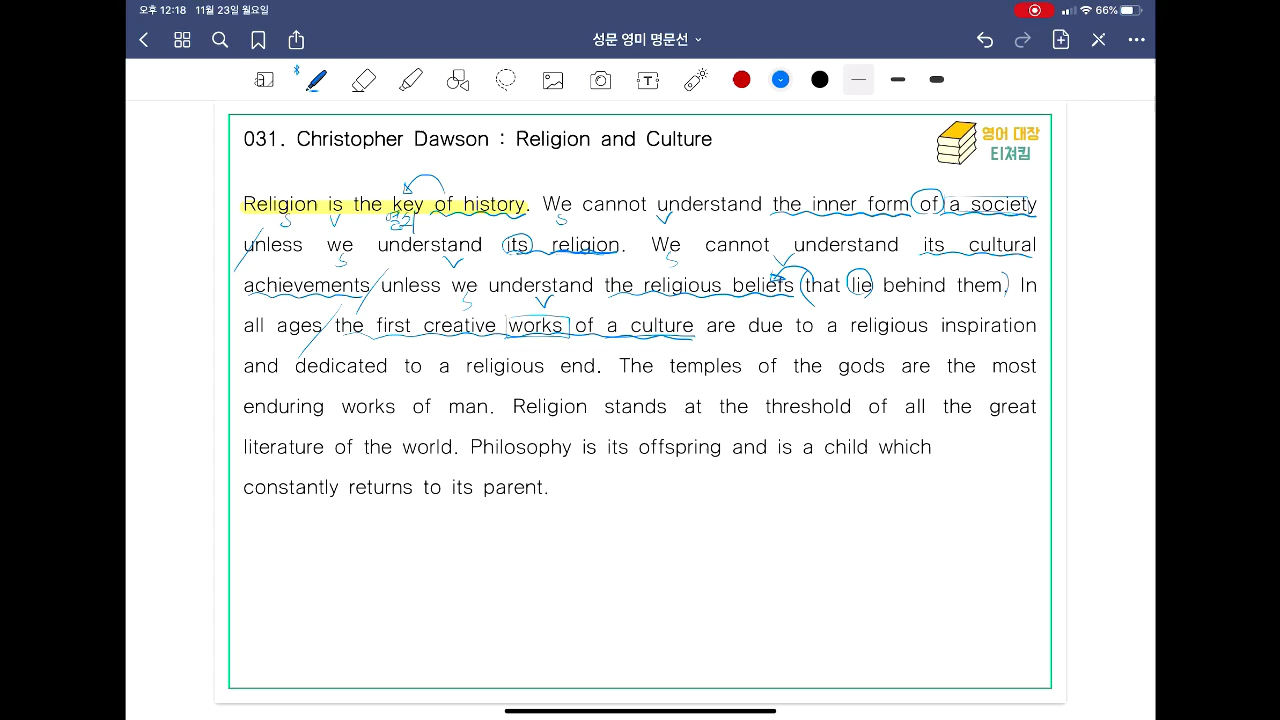 오후 12:18 11월 23일 월요일
66%
성문 영미 명문선
T
031. Christopher Dawson : Religion and Culture
영어 대장
티쳐킴
Religion is the key of history. We cannot understand the inner form of a society
S V 열쇠 S V
unless we understand its religion. We cannot understand its cultural
S V S V
achievements unless we understand the religious beliefs that lie behind them. In
S V
all ages the first creative works of a culture are due to a religious inspiration
and dedicated to a religious end. The temples of the gods are the most
enduring works of man. Religion stands at the threshold of all the great
literature of the world. Philosophy is its offspring and is a child which
constantly returns to its parent.